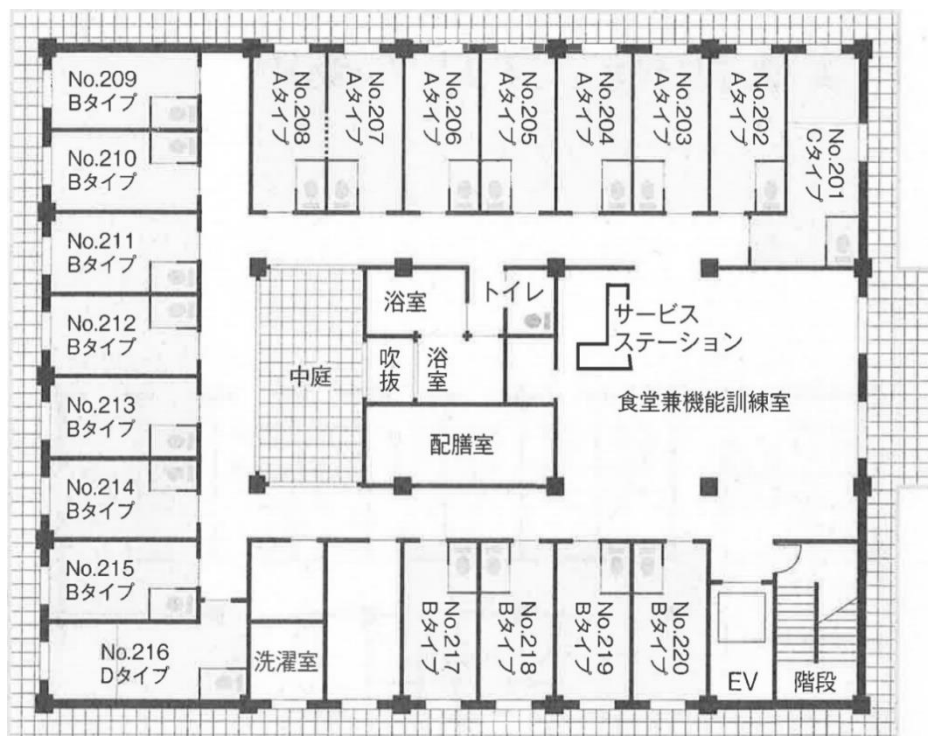 No.209
Bタイプ
No.210
Bタイプ
No.211
Bタイプ
No.212
Bタイプ
No.213
Bタイプ
No.214
Bタイプ
No.215
Bタイプ
No.216
Dタイプ
No.208
Aタイプ
No.207
Aタイプ
No.206
Aタイプ
No.205
Aタイプ
No.204
Aタイプ
No.203
Aタイプ
No.202
Aタイプ
No.201
Cタイプ
浴室
トイレ
サービス
ステーション
中庭
吹抜
浴室
食堂兼機能訓練室
配膳室
洗濯室
No.217
Bタイプ
No.218
Bタイプ
No.219
Bタイプ
No.220
Bタイプ
EV
階段